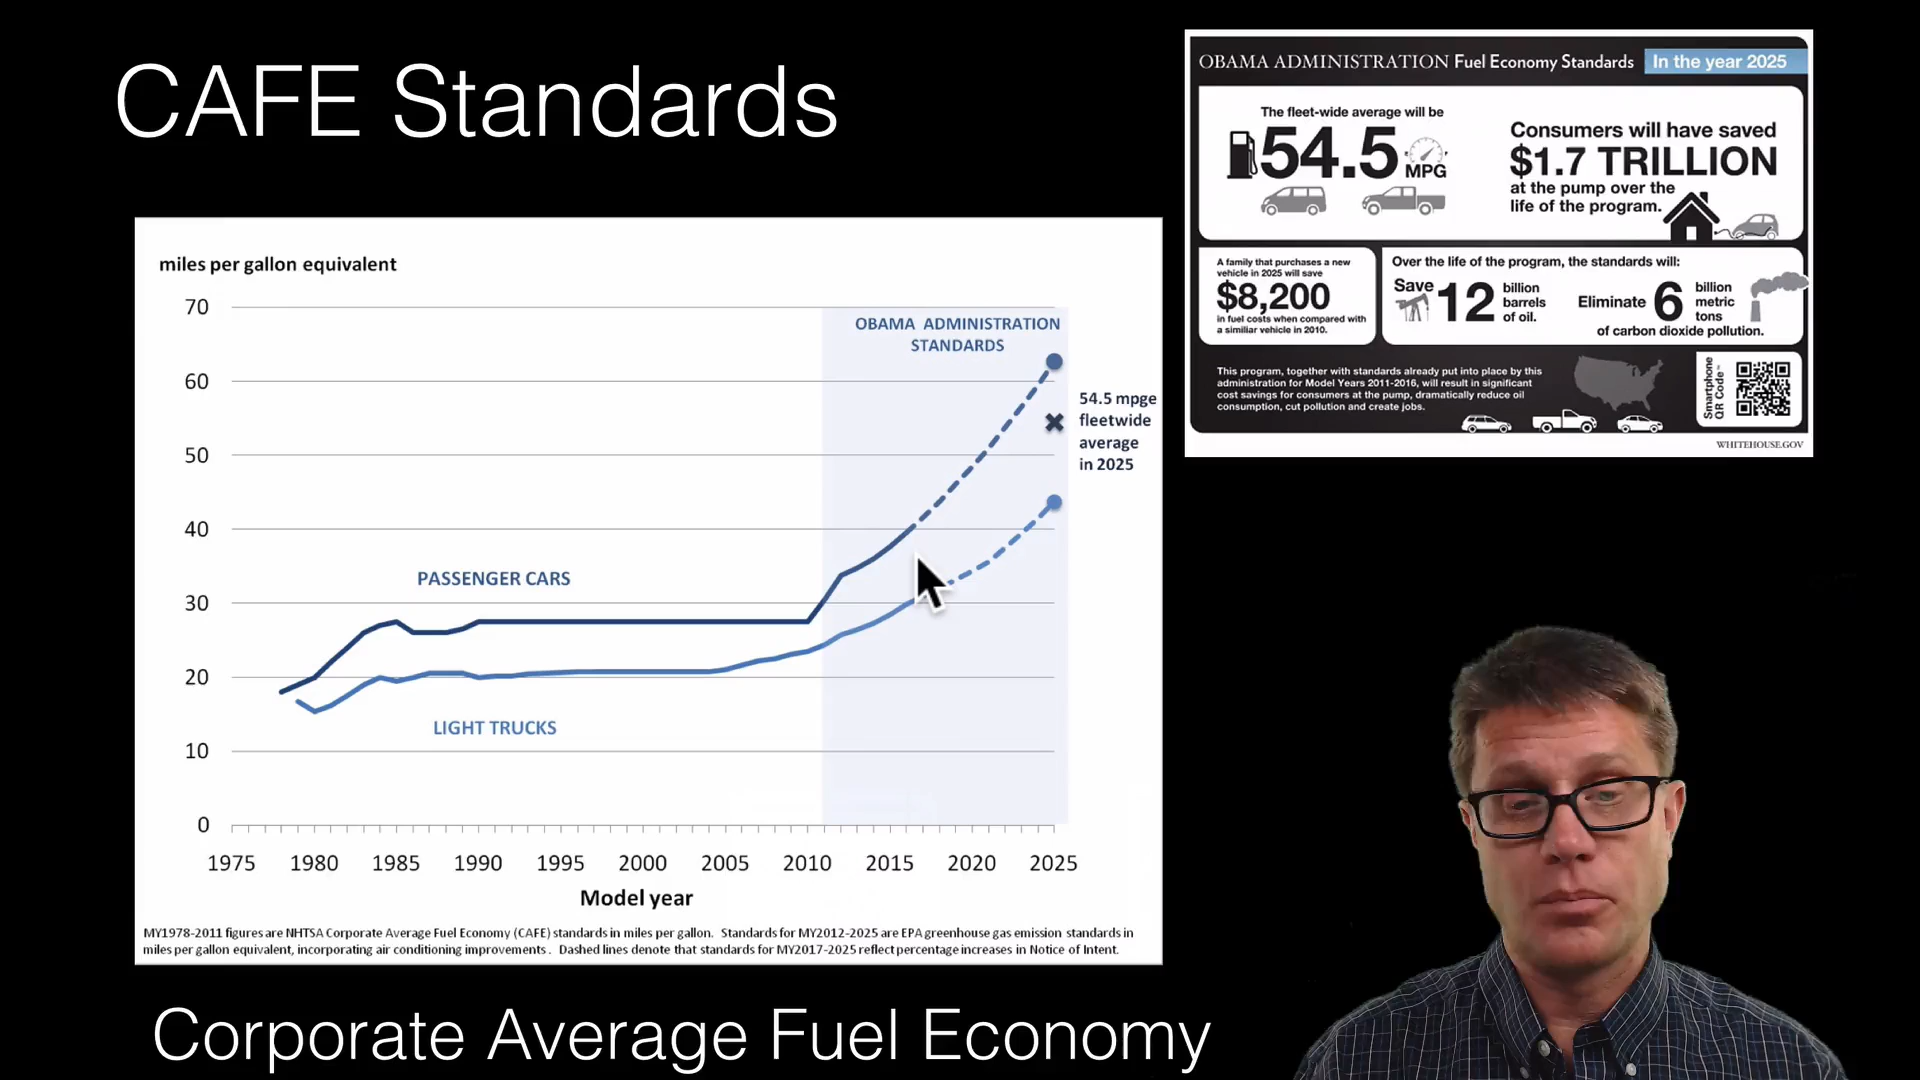 CAFE Standards
miles per gallon equivalent
70
60
50
40
30
20
10
0
OBAMA ADMINISTRATION
STANDARDS
54.5 mpge
fleetwide
average
in 2025
PASSENGER CARS
LIGHT TRUCKS
1975 1980 1985 1990 1995 2000 2005 2010 2015 2020 2025
Model year
MY1978-2011 figures are NHTSA Corporate Average Fuel Economy (CAFE) standards in miles per gallon. Standards for MY2012-2025 are EPA greenhouse gas emission standards in
miles per gallon equivalent, incorporating air conditioning improvements. Dashed lines denote that standards for MY2017-2025 reflect percentage increases in Notice of Intent.
Corporate Average Fuel Economy
OBAMA ADMINISTRATION Fuel Economy Standards In the year 2025
The fleet-wide average will be
54.5 MPG
Consumers will have saved
$1.7 TRILLION
at the pump over the
life of the program.
A family that purchases a new
vehicle in 2025 will save
$8,200
in fuel costs when compared with
a similiar vehicle in 2010.
Over the life of the program, the standards will:
Save 12 billion
barrels
of oil.
Eliminate 6 billion
metric
tons
of carbon dioxide pollution.
This program, together with standards already put into place by this
administration for Model Years 2011-2016, will result in significant
cost savings for consumers at the pump, dramatically reduce oil
consumption, cut pollution and create jobs.
Smartphone
QR Code™
WHITEHOUSE.GOV